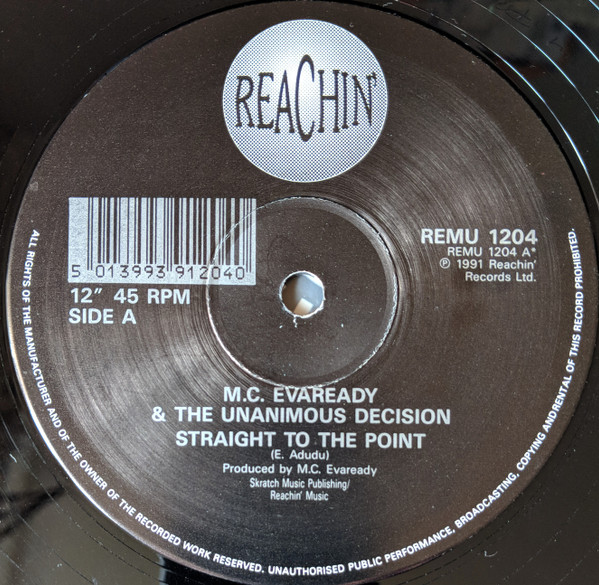 REACHIN'
5 013993 912040
12" 45 RPM
SIDE A
REMU 1204
REMU 1204 A*
℗ 1991 Reachin'
Records Ltd.
M.C. EVAREADY
& THE UNANIMOUS DECISION
STRAIGHT TO THE POINT
(E. Adudu)
Produced by M.C. Evaready
Skratch Music Publishing/
Reachin' Music
ALL RIGHTS OF THE MANUFACTURER AND OF THE OWNER OF THE RECORDED WORK RESERVED. UNAUTHORISED PUBLIC PERFORMANCE, BROADCASTING, COPYING AND RENTAL OF THIS RECORD PROHIBITED.